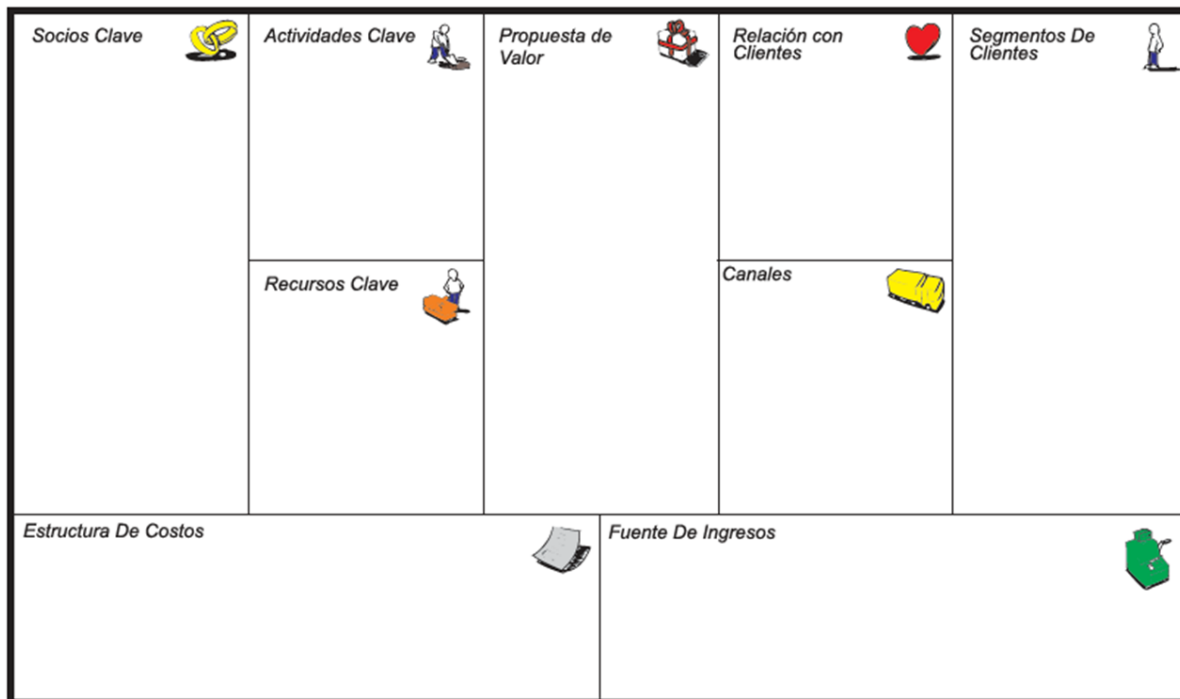 Socios Clave
Actividades Clave
Propuesta de
Valor
Relación con
Clientes
Segmentos De
Clientes
Recursos Clave
Canales
Estructura De Costos
Fuente De Ingresos